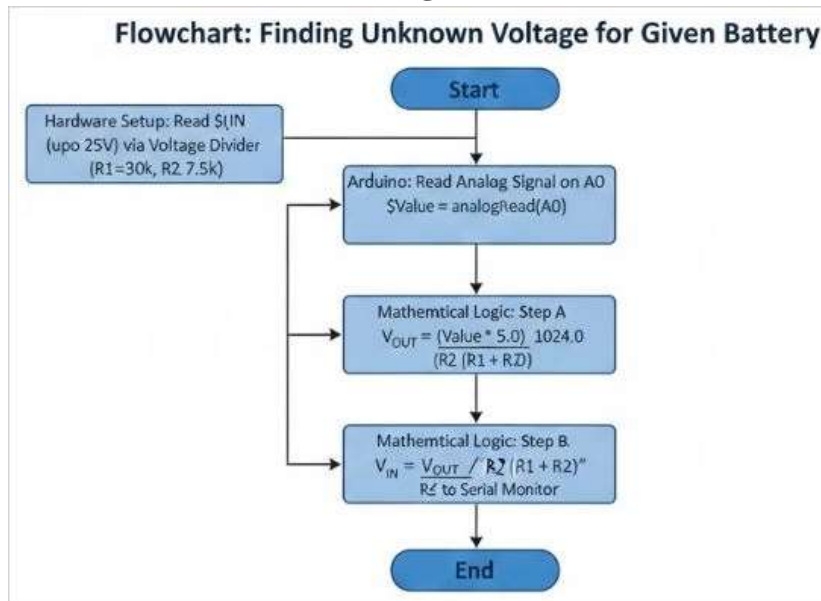 Flowchart: Finding Unknown Voltage for Given Battery
Start
Hardware Setup: Read $(IN
(upo 25V) via Voltage Divider
(R1=30k, R2 7.5k)
Arduino: Read Analog Signal on A0
$Value = analogRead(A0)
Mathemtical Logic: Step A
VOUT = (Value * 5.0) 1024.0
(R2 (R1 + R2)
Mathemtical Logic: Step B.
VIN = VOUT / R2 (R1 + R2)"
to Serial Monitor
End